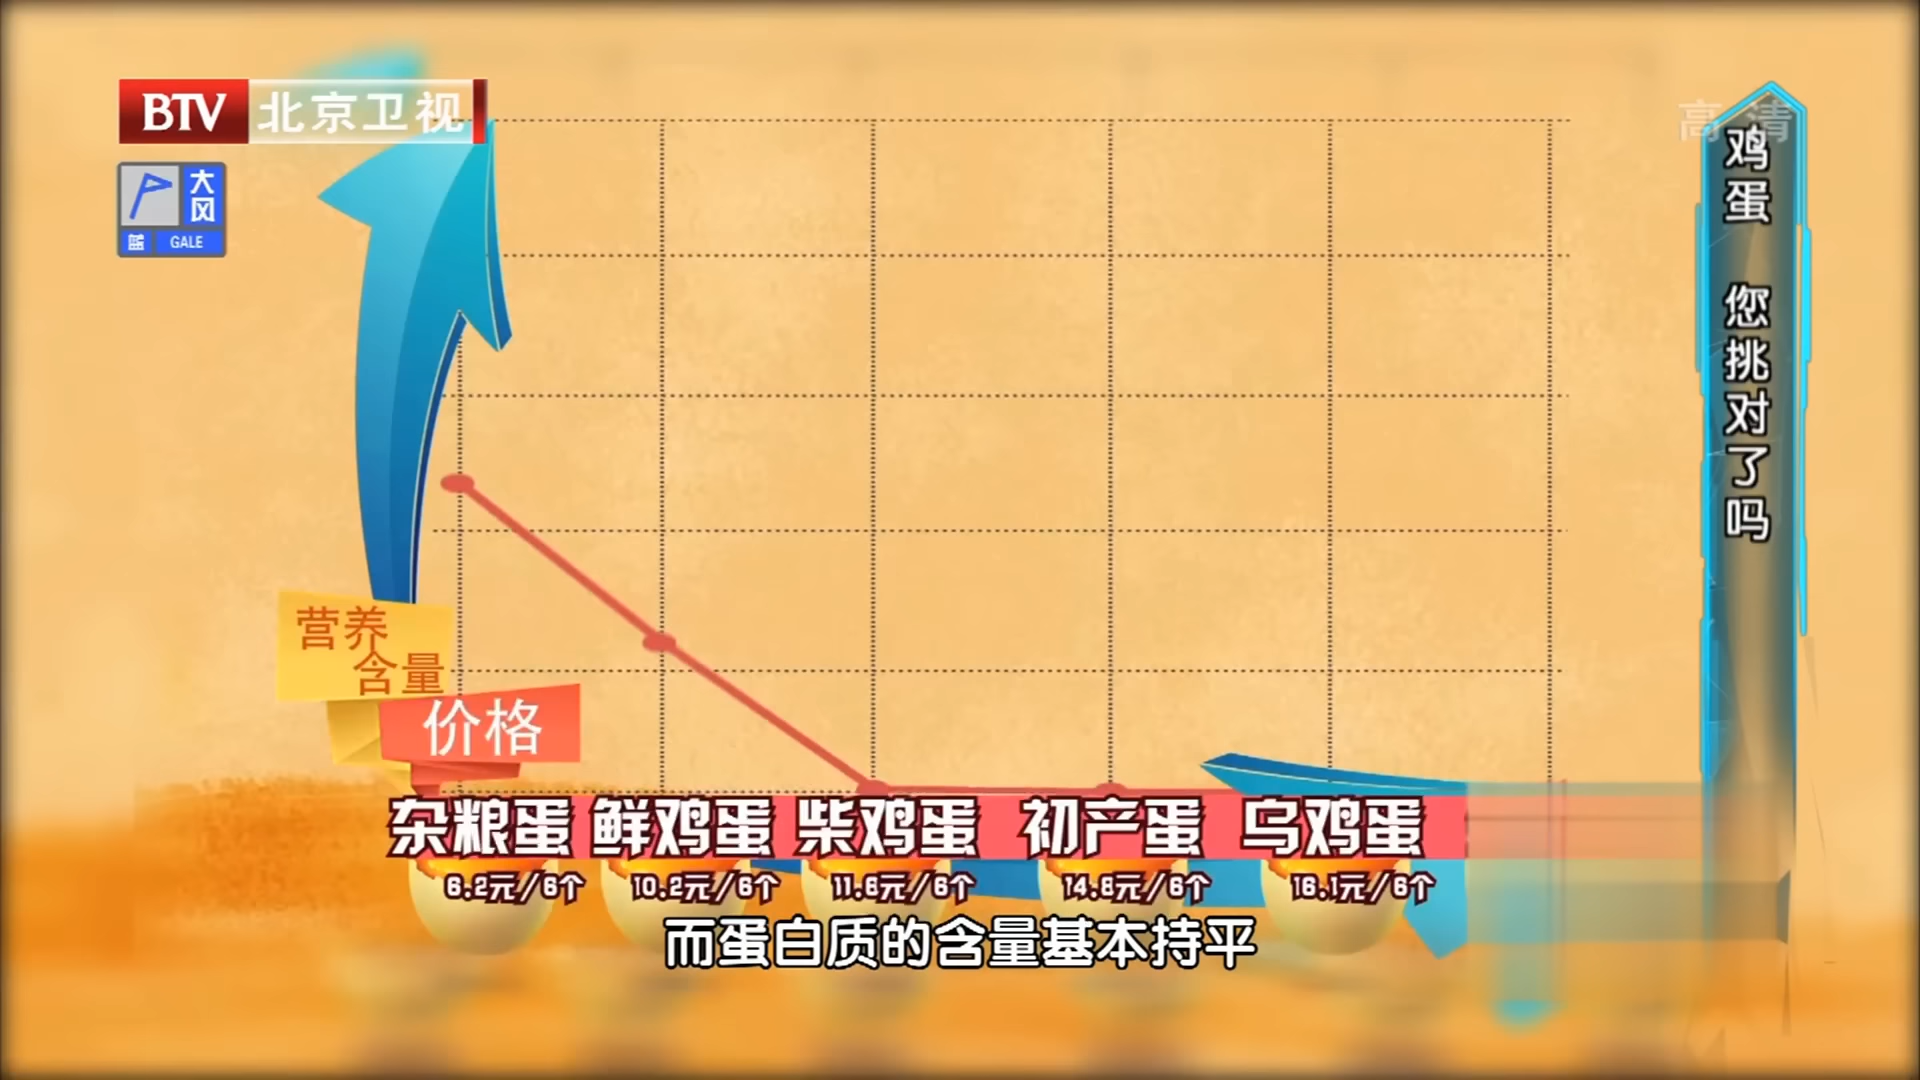 BTV 北京卫视
高清
大风
蓝 GALE
鸡蛋 您挑对了吗
营养
含量
价格
杂粮蛋 鲜鸡蛋 柴鸡蛋 初产蛋 乌鸡蛋
6.2元/6个 10.2元/6个 11.6元/6个 14.8元/6个 16.1元/6个
而蛋白质的含量基本持平